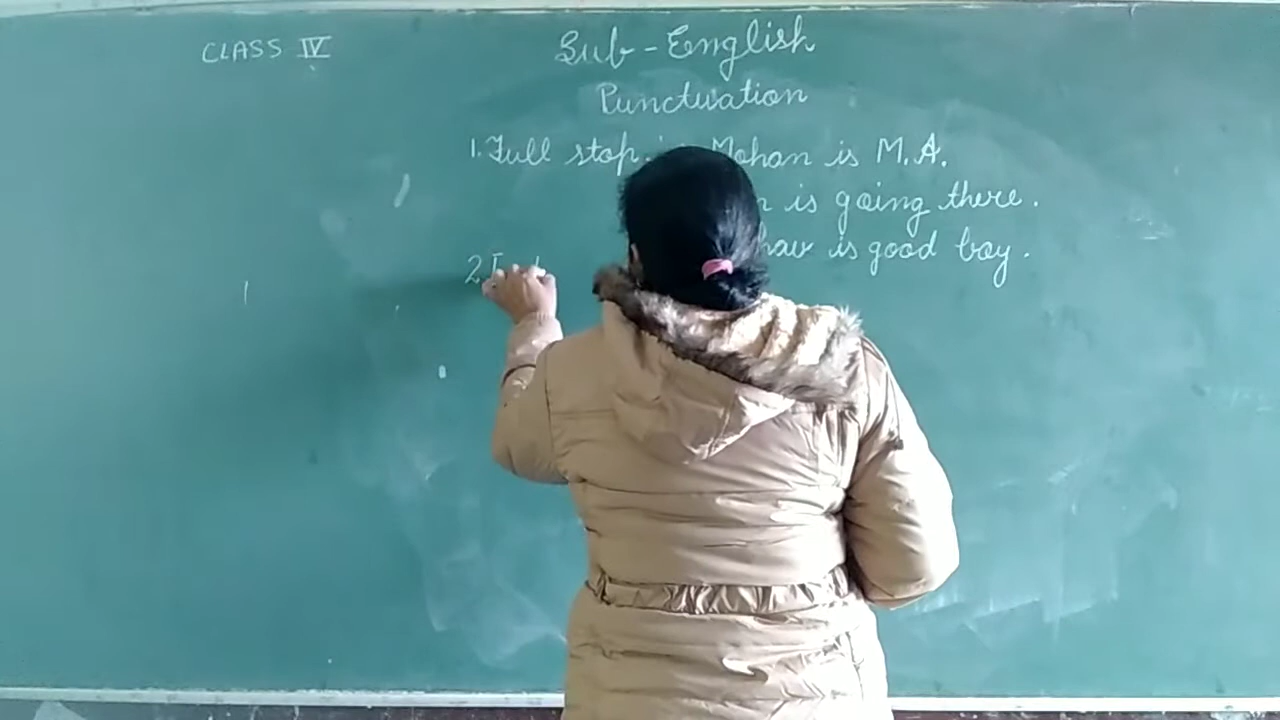 CLASS IV
Sub-English
Punctuation
1. Full stop. Mohan is M.A.
is going there.
is good boy.
2